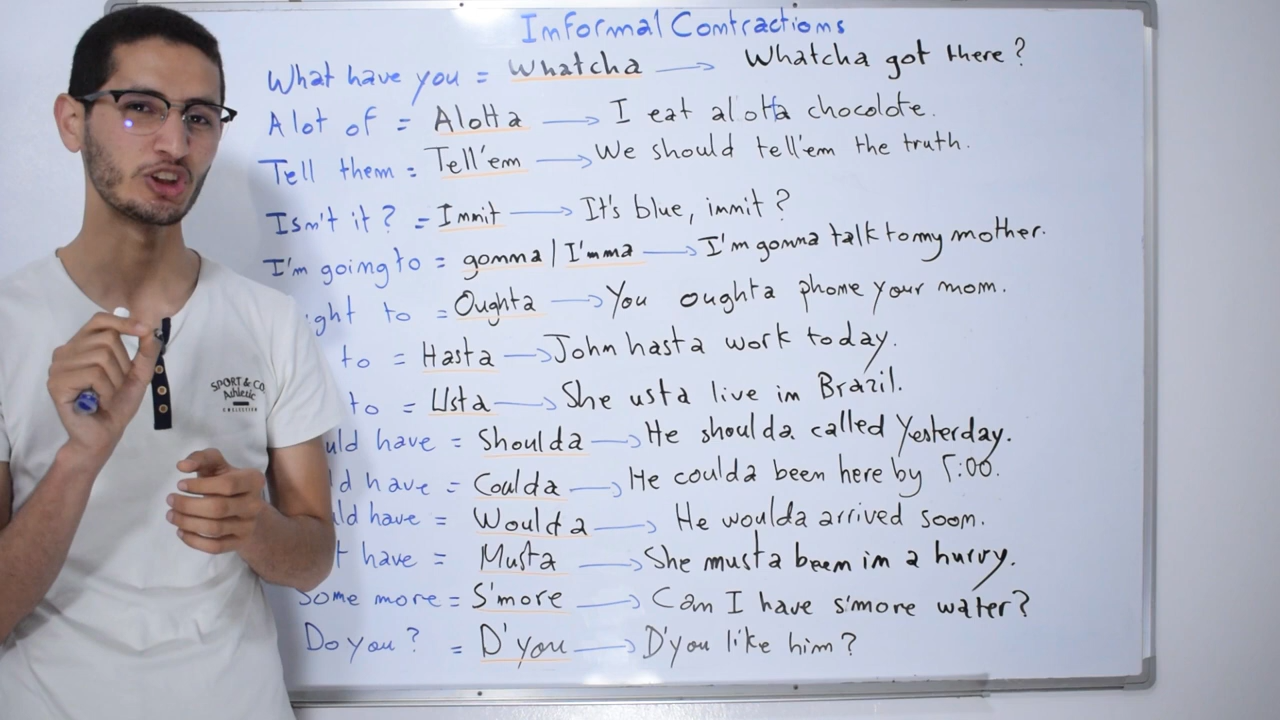 Informal Contractions
What have you = Whatcha → Whatcha got there?
A lot of = Alotta → I eat alotta chocolate.
Tell them = Tell'em → We should tell'em the truth.
Isn't it? = Innit → It's blue, innit?
I'm going to = gonna | I'mma → I'm gonna talk to my mother.
ght to = Oughta → You oughta phone your mom.
to = Hasta → John hasta work today.
to = Usta → She usta live in Brazil.
uld have = Shoulda → He shoulda called yesterday.
ld have = Coulda → He coulda been here by 5:00.
uld have = Woulda → He woulda arrived soon.
t have = Musta → She musta been in a hurry.
Some more = S'more → Can I have s'more water?
Do you? = D'you → D'you like him?
SPORT & CO.
Athletic
COLLECTION